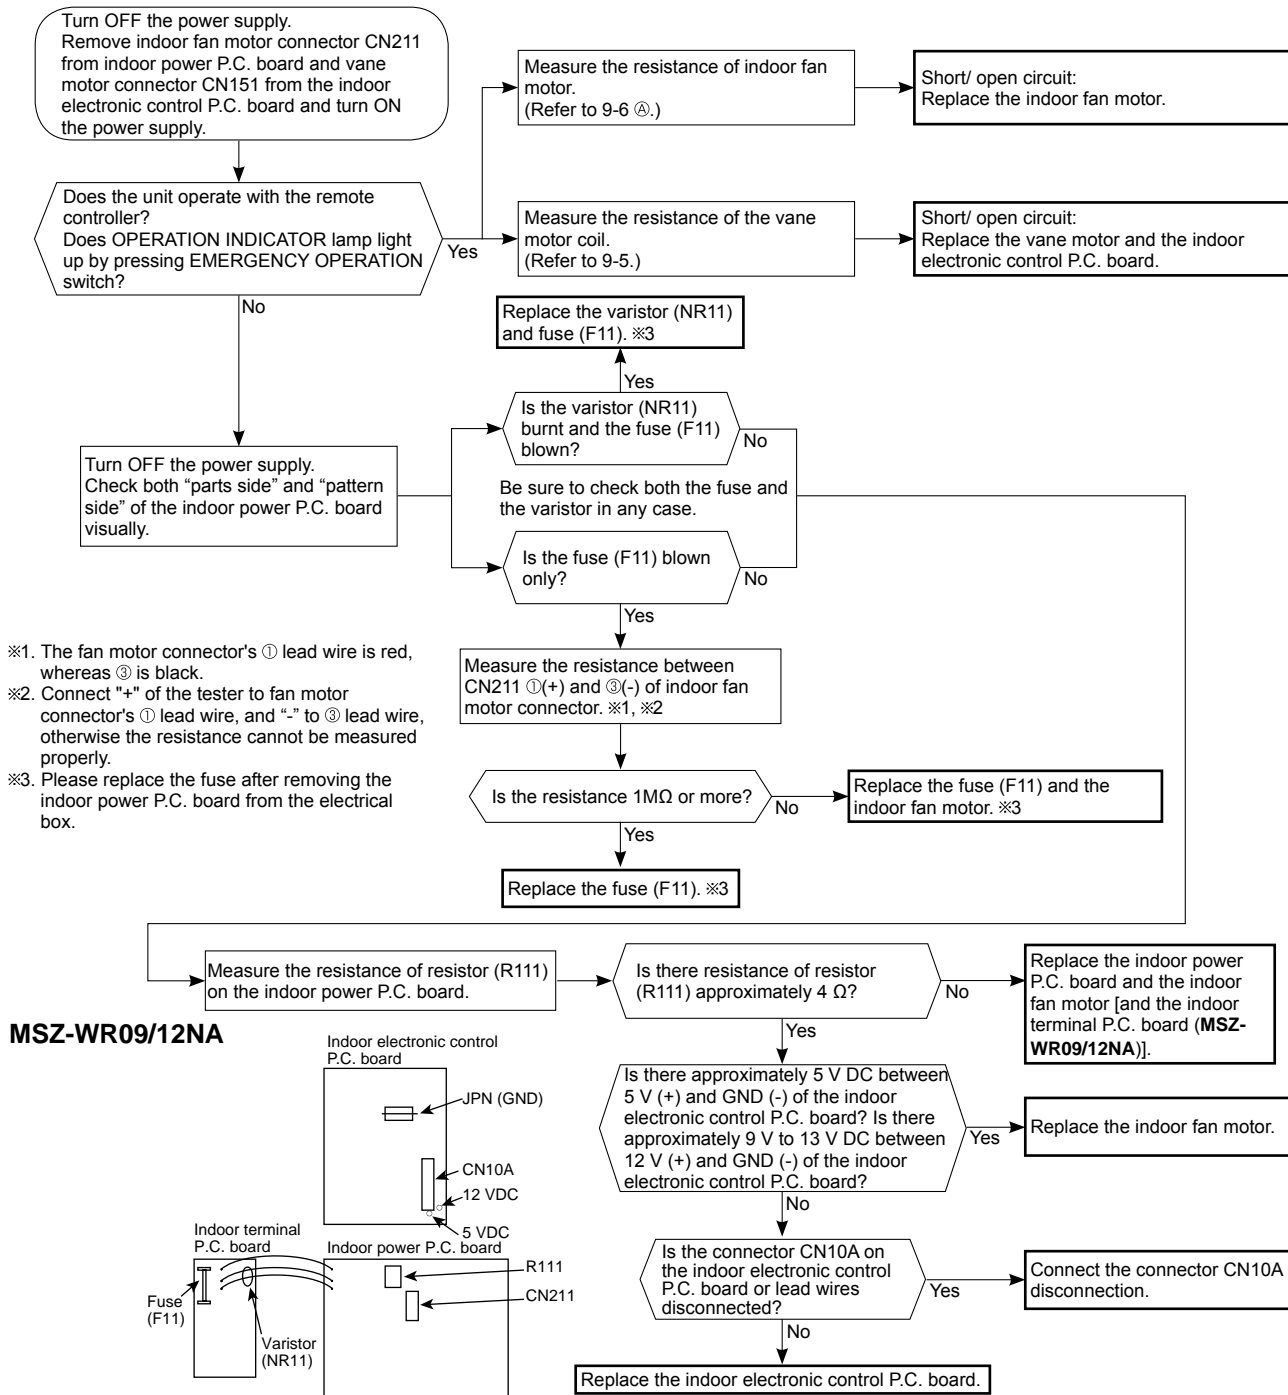 Turn OFF the power supply.
Remove indoor fan motor connector CN211
from indoor power P.C. board and vane
motor connector CN151 from the indoor
electronic control P.C. board and turn ON
the power supply.
Measure the resistance of indoor fan
motor.
(Refer to 9-6 Ⓐ.)
Short/ open circuit:
Replace the indoor fan motor.
Does the unit operate with the remote
controller?
Does OPERATION INDICATOR lamp light
up by pressing EMERGENCY OPERATION
switch?
Yes
Measure the resistance of the vane
motor coil.
(Refer to 9-5.)
Short/ open circuit:
Replace the vane motor and the indoor
electronic control P.C. board.
No
Replace the varistor (NR11)
and fuse (F11). ※3
Yes
Is the varistor (NR11)
burnt and the fuse (F11)
blown?
No
Turn OFF the power supply.
Check both “parts side” and “pattern
side” of the indoor power P.C. board
visually.
Be sure to check both the fuse and
the varistor in any case.
Is the fuse (F11) blown
only?
No
Yes
※1. The fan motor connector's ① lead wire is red,
whereas ③ is black.
※2. Connect "+" of the tester to fan motor
connector's ① lead wire, and “-” to ③ lead wire,
otherwise the resistance cannot be measured
properly.
※3. Please replace the fuse after removing the
indoor power P.C. board from the electrical
box.
Measure the resistance between
CN211 ①(+) and ③(-) of indoor fan
motor connector. ※1, ※2
Is the resistance 1MΩ or more?
No
Replace the fuse (F11) and the
indoor fan motor. ※3
Yes
Replace the fuse (F11). ※3
Measure the resistance of resistor (R111)
on the indoor power P.C. board.
Is there resistance of resistor
(R111) approximately 4 Ω?
No
Replace the indoor power
P.C. board and the indoor
fan motor [and the indoor
terminal P.C. board (MSZ-
WR09/12NA)].
Yes
Is there approximately 5 V DC between
5 V (+) and GND (-) of the indoor
electronic control P.C. board? Is there
approximately 9 V to 13 V DC between
12 V (+) and GND (-) of the indoor
electronic control P.C. board?
Yes
Replace the indoor fan motor.
No
Is the connector CN10A on
the indoor electronic control
P.C. board or lead wires
disconnected?
Yes
Connect the connector CN10A
disconnection.
No
Replace the indoor electronic control P.C. board.
MSZ-WR09/12NA
Indoor electronic control
P.C. board
JPN (GND)
CN10A
12 VDC
5 VDC
Indoor terminal
P.C. board
Indoor power P.C. board
R111
CN211
Fuse
(F11)
Varistor
(NR11)